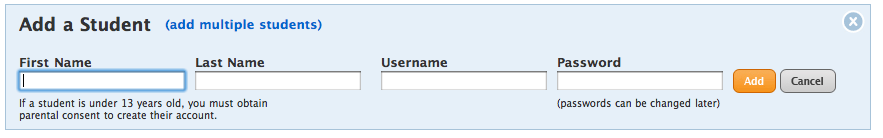 Add a Student (add multiple students)
First Name Last Name Username Password
Add Cancel
If a student is under 13 years old, you must obtain
parental consent to create their account.
(passwords can be changed later)